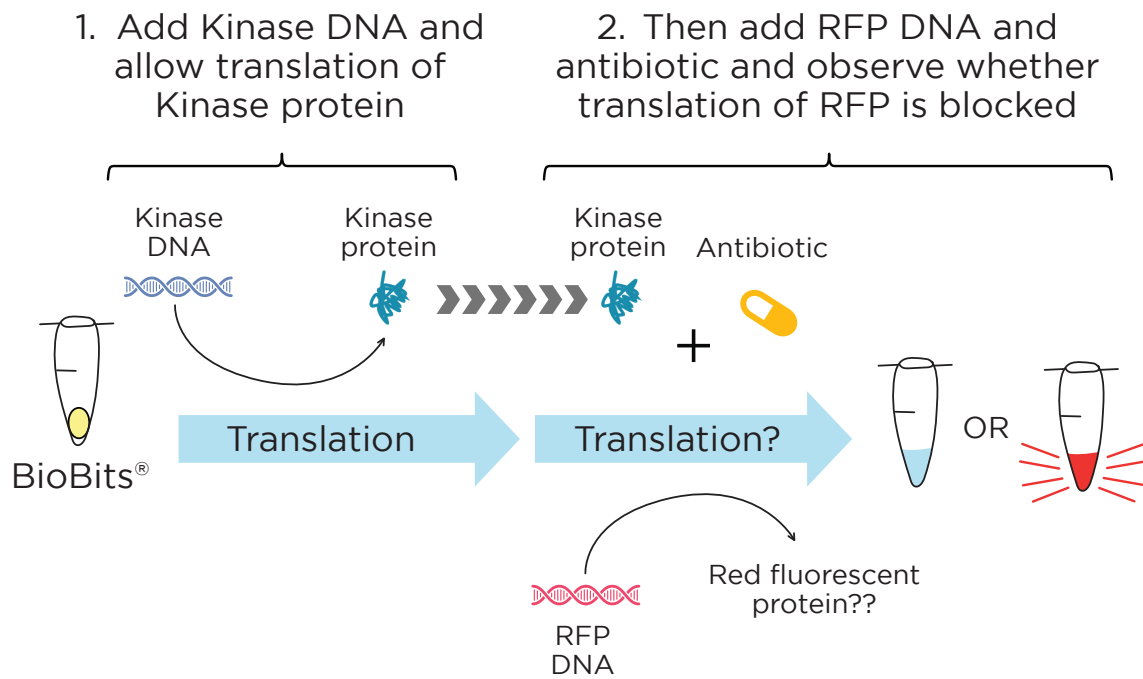 1. Add Kinase DNA and
allow translation of
Kinase protein
2. Then add RFP DNA and
antibiotic and observe whether
translation of RFP is blocked
Kinase
DNA
Kinase
protein
Kinase
protein
Antibiotic
+
BioBits®
Translation
Translation?
OR
Red fluorescent
protein??
RFP
DNA